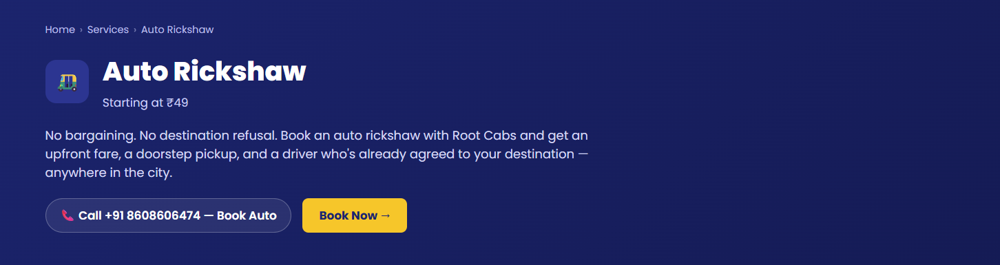 Home › Services › Auto Rickshaw
Auto Rickshaw
Starting at ₹49
No bargaining. No destination refusal. Book an auto rickshaw with Root Cabs and get an
upfront fare, a doorstep pickup, and a driver who's already agreed to your destination —
anywhere in the city.
Call +91 8608606474 — Book Auto
Book Now →